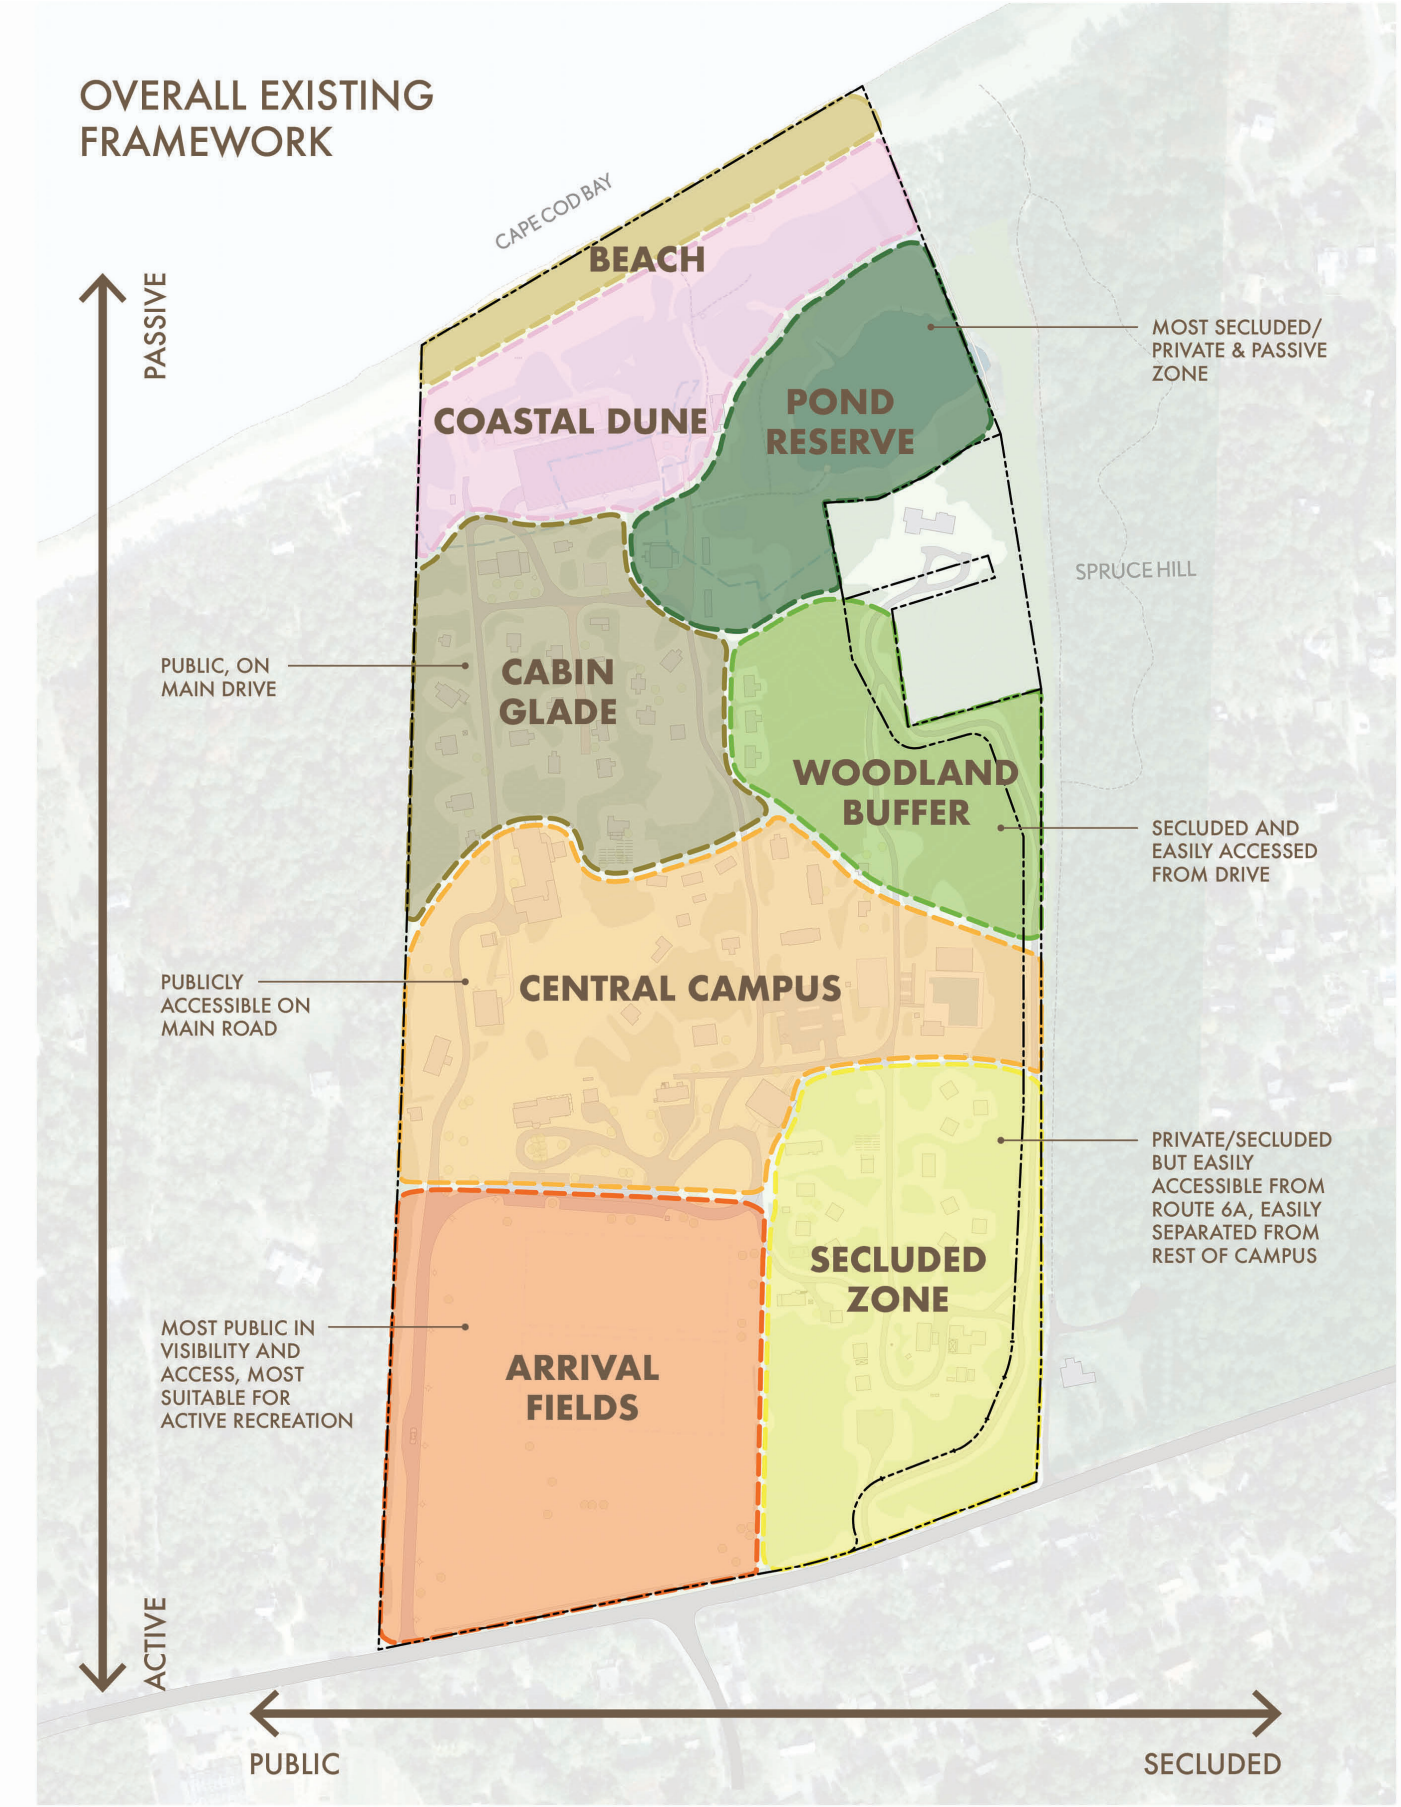 OVERALL EXISTING
FRAMEWORK
CAPE COD BAY
BEACH
PASSIVE
MOST SECLUDED/
PRIVATE & PASSIVE
ZONE
COASTAL DUNE
POND
RESERVE
SPRUCE HILL
PUBLIC, ON
MAIN DRIVE
CABIN
GLADE
WOODLAND
BUFFER
SECLUDED AND
EASILY ACCESSED
FROM DRIVE
PUBLICLY
ACCESSIBLE ON
MAIN ROAD
CENTRAL CAMPUS
PRIVATE/SECLUDED
BUT EASILY
ACCESSIBLE FROM
ROUTE 6A, EASILY
SEPARATED FROM
REST OF CAMPUS
SECLUDED
ZONE
MOST PUBLIC IN
VISIBILITY AND
ACCESS, MOST
SUITABLE FOR
ACTIVE RECREATION
ARRIVAL
FIELDS
ACTIVE
PUBLIC
SECLUDED